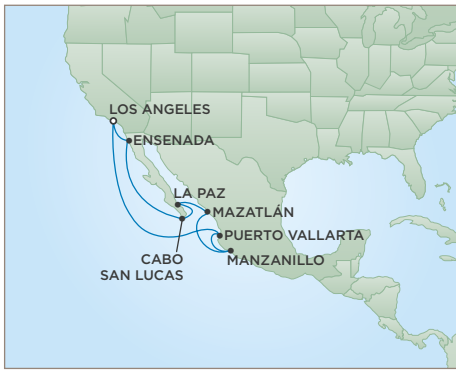 LOS ANGELES
ENSENADA
LA PAZ
MAZATLÁN
PUERTO VALLARTA
CABO
SAN LUCAS
MANZANILLO